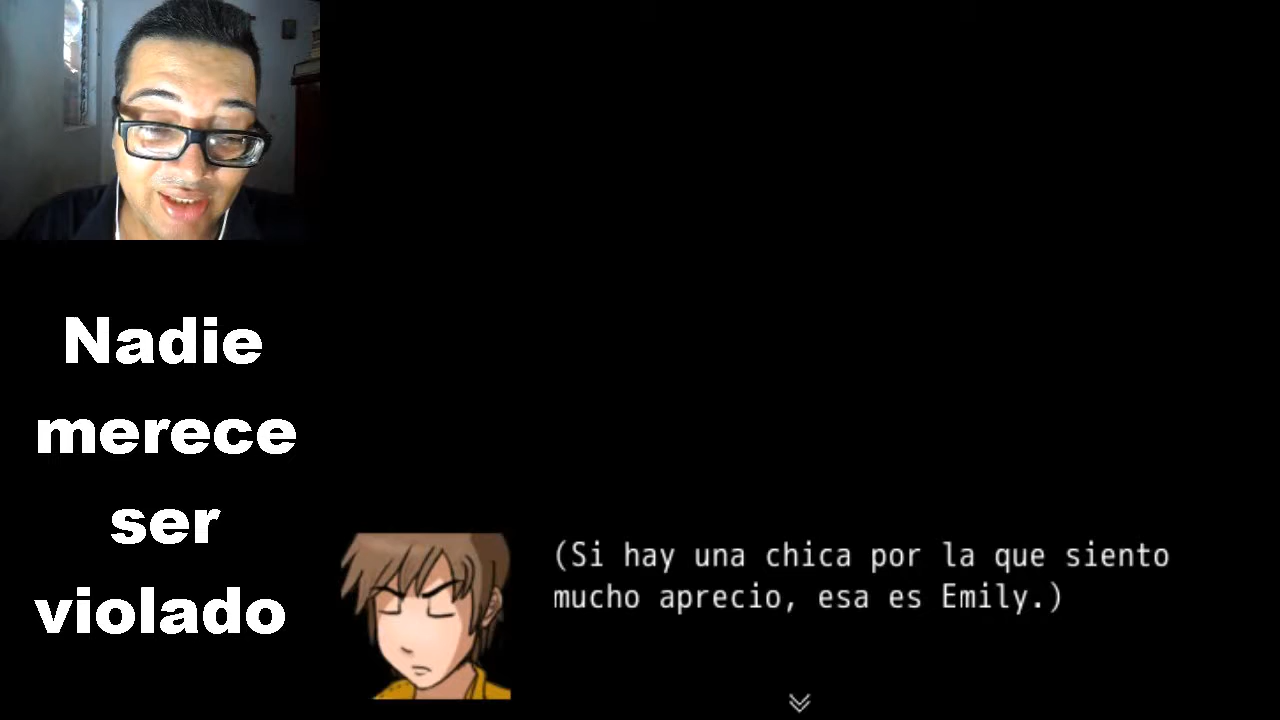 Nadie
merece
ser
violado
(Si hay una chica por la que siento
mucho aprecio, esa es Emily.)